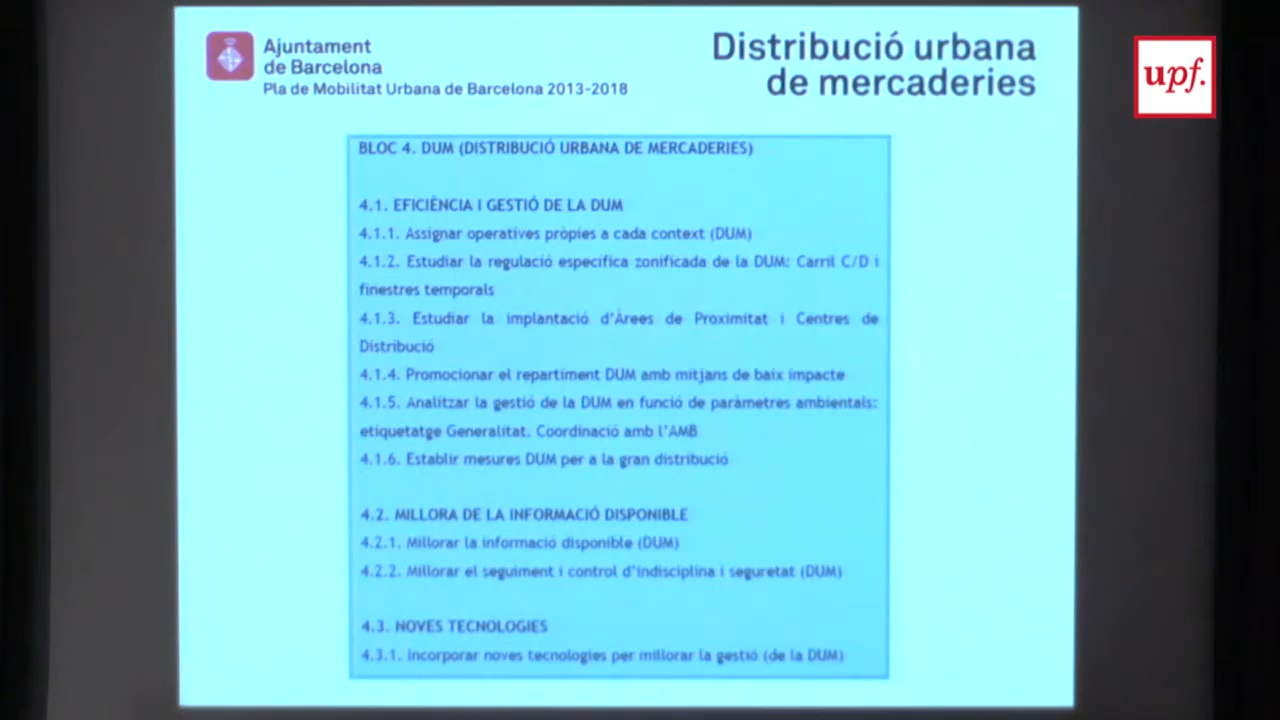 Ajuntament
de Barcelona
Pla de Mobilitat Urbana de Barcelona 2013-2018
Distribució urbana
de mercaderies
upf.
BLOC 4. DUM (DISTRIBUCIÓ URBANA DE MERCADERIES)
4.1. EFICIÈNCIA I GESTIÓ DE LA DUM
4.1.1. Assignar operatives pròpies a cada context (DUM)
4.1.2. Estudiar la regulació específica zonificada de la DUM: Carril C/D i
finestres temporals
4.1.3. Estudiar la implantació d'Àrees de Proximitat i Centres de
Distribució
4.1.4. Promocionar el repartiment DUM amb mitjans de baix impacte
4.1.5. Analitzar la gestió de la DUM en funció de paràmetres ambientals:
etiquetatge Generalitat. Coordinació amb l'AMB
4.1.6. Establir mesures DUM per a la gran distribució
4.2. MILLORA DE LA INFORMACIÓ DISPONIBLE
4.2.1. Millorar la informació disponible (DUM)
4.2.2. Millorar el seguiment i control d'indisciplina i seguretat (DUM)
4.3. NOVES TECNOLOGIES
4.3.1. Incorporar noves tecnologies per millorar la gestió (de la DUM)